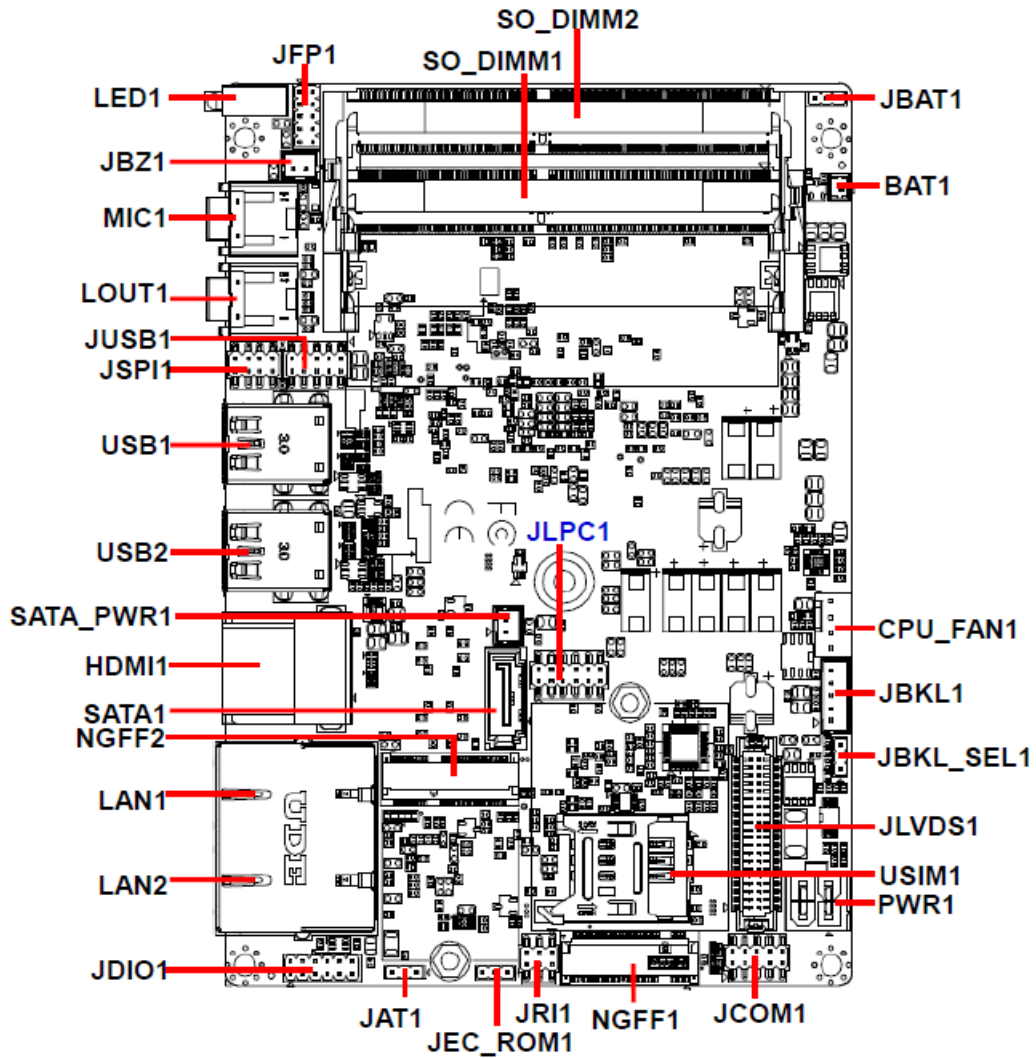 SO_DIMM2
JFP1
SO_DIMM1
LED1
JBAT1
JBZ1
BAT1
MIC1
LOUT1
JUSB1
JSPI1
USB1
3.0
JLPC1
USB2
3.0
SATA_PWR1
CPU_FAN1
HDMI1
JBKL1
SATA1
NGFF2
JBKL_SEL1
LAN1
UDE
JLVDS1
LAN2
USIM1
PWR1
JDIO1
JAT1
JRI1
NGFF1
JCOM1
JEC_ROM1